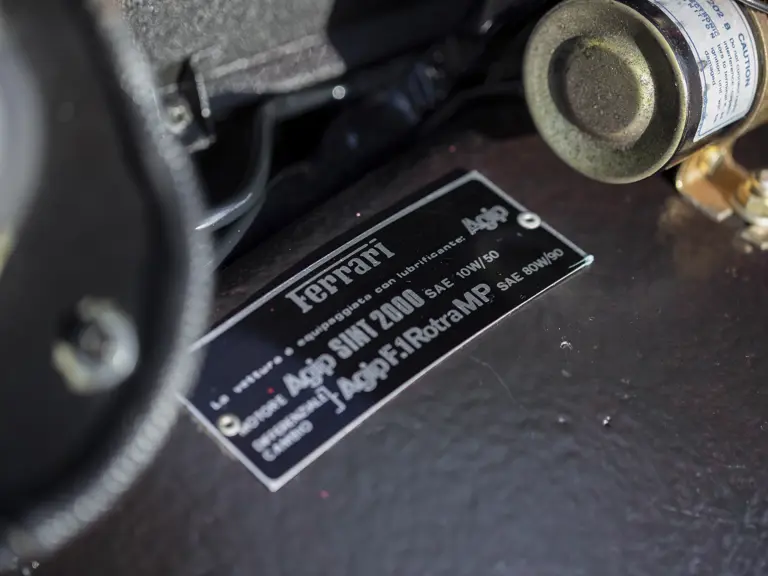 Ferrari
La vettura è equipaggiata con lubrificante: Agip
MOTORE Agip SINT 2000 SAE 10W/50
DIFFERENZIALE
CAMBIO } Agip F.1 Rotra MP SAE 80W/90
202 B CAUTION